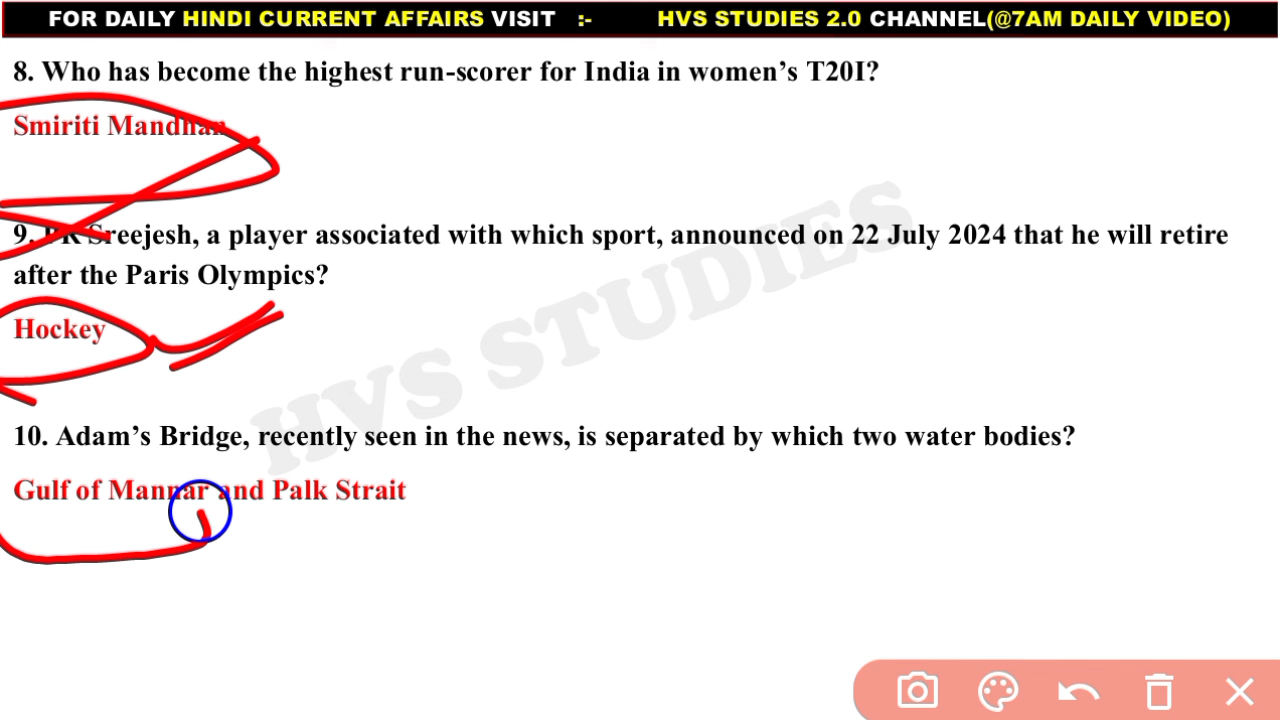 FOR DAILY HINDI CURRENT AFFAIRS VISIT :- HVS STUDIES 2.0 CHANNEL(@7AM DAILY VIDEO)
8. Who has become the highest run-scorer for India in women’s T20I?
Smiriti Mandhan
9. PR Sreejesh, a player associated with which sport, announced on 22 July 2024 that he will retire
after the Paris Olympics?
Hockey
10. Adam’s Bridge, recently seen in the news, is separated by which two water bodies?
Gulf of Mannar and Palk Strait
HVS STUDIES